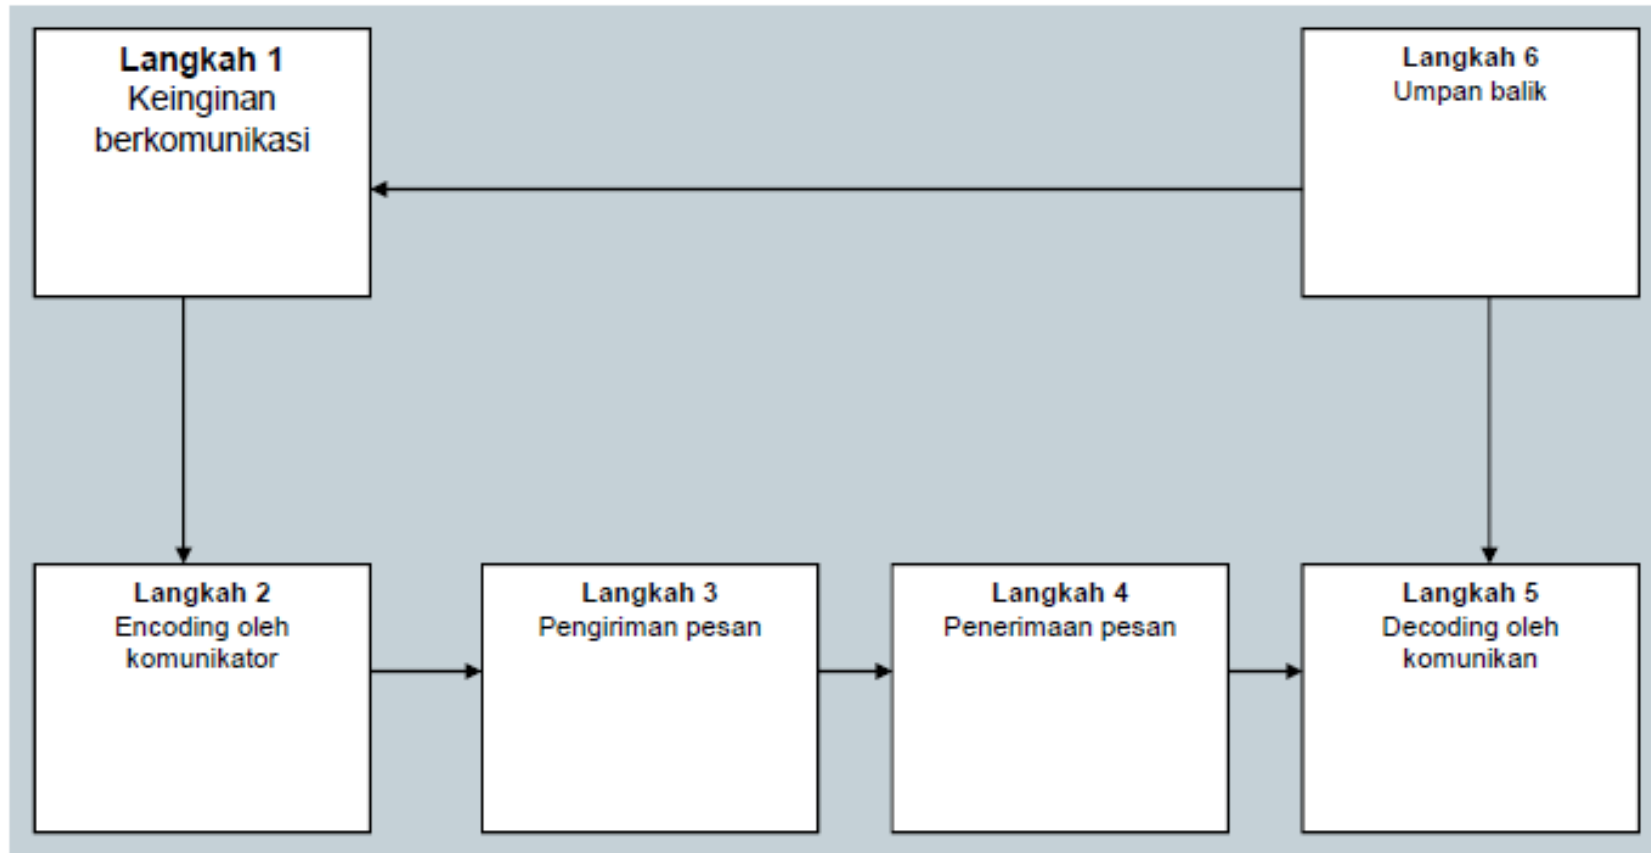 Langkah 1
Keinginan
berkomunikasi
Langkah 6
Umpan balik
Langkah 2
Encoding oleh
komunikator
Langkah 3
Pengiriman pesan
Langkah 4
Penerimaan pesan
Langkah 5
Decoding oleh
komunikan